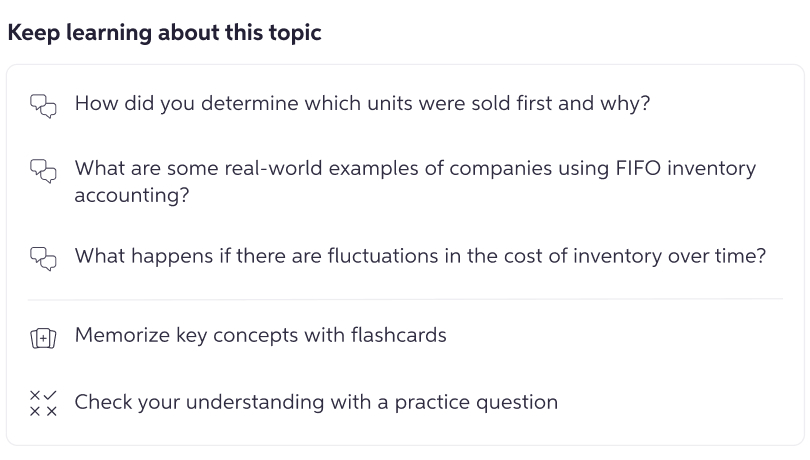 Keep learning about this topic
How did you determine which units were sold first and why?
What are some real-world examples of companies using FIFO inventory
accounting?
What happens if there are fluctuations in the cost of inventory over time?
Memorize key concepts with flashcards
Check your understanding with a practice question